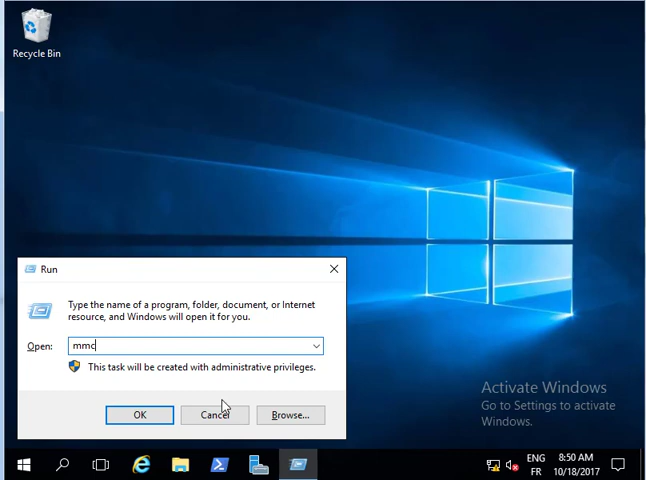 Recycle Bin
Run
Type the name of a program, folder, document, or Internet
resource, and Windows will open it for you.
Open:
mmc
This task will be created with administrative privileges.
OK
Cancel
Browse...
Activate Windows
Go to Settings to activate
Windows.
ENG
FR
8:50 AM
10/18/2017